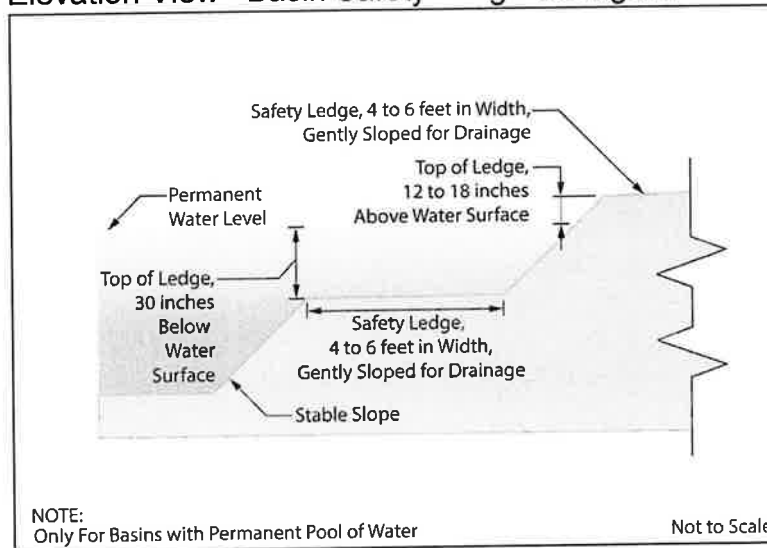 Safety Ledge, 4 to 6 feet in Width,
Gently Sloped for Drainage
Top of Ledge,
12 to 18 inches
Above Water Surface
Permanent
Water Level
Top of Ledge,
30 inches
Below
Water
Surface
Safety Ledge,
4 to 6 feet in Width,
Gently Sloped for Drainage
Stable Slope
NOTE:
Only For Basins with Permanent Pool of Water
Not to Scale